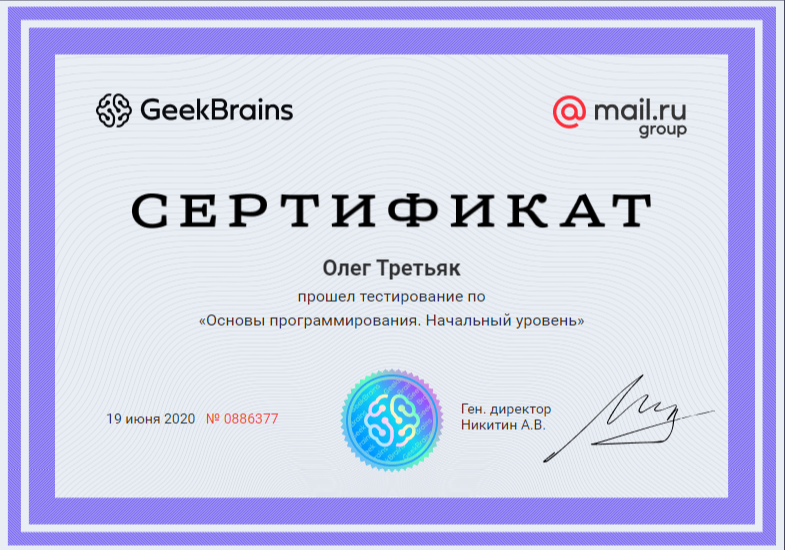 GeekBrains
@mail.ru
group
СЕРТИФИКАТ
Олег Третьяк
прошел тестирование по
«Основы программирования. Начальный уровень»
19 июня 2020 № 0886377
Ген. директор
Никитин А.В.